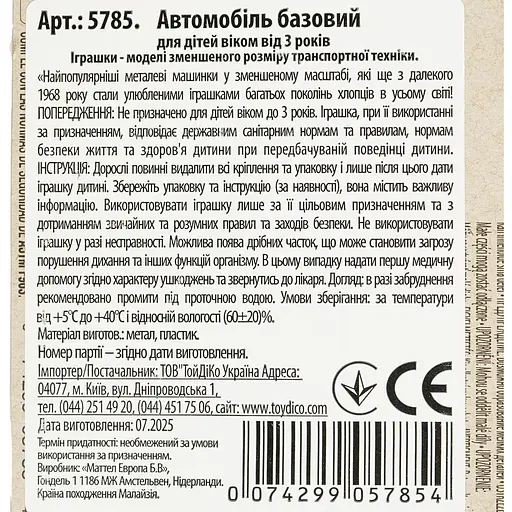 Арт.: 5785. Автомобіль базовий
для дітей віком від 3 років
Іграшки - моделі зменшеного розміру транспортної техніки.
«Найпопулярніші металеві машинки у зменшеному масштабі, які ще з далекого
1968 року стали улюбленими іграшками багатьох поколінь хлопців в усьому світі!
ПОПЕРЕДЖЕННЯ: Не призначено для дітей віком до 3 років. Іграшка, при її використанні
за призначенням, відповідає державним санітарним нормам та правилам, нормам
безпеки життя та здоров'я дитини при передбачуваній поведінці дитини.
ІНСТРУКЦІЯ: Дорослі повинні видалити всі кріплення та упаковку і лише після цього дати
іграшку дитині. Збережіть упаковку та інструкцію (за наявності), вона містить важливу
інформацію. Використовувати іграшку лише за її цільовим призначенням та з
дотриманням звичайних та розумних правил та заходів безпеки. Не використовувати
іграшку у разі несправності. Можлива поява дрібних часток, що може становити загрозу
порушення дихання та інших функцій організму. В цьому випадку надати першу медичну
допомогу згідно характеру ушкоджень та звернутись до лікаря. Догляд: в разі забруднення
рекомендовано промити під проточною водою. Умови зберігання: за температури
від +5°C до +40°C і відносній вологості (60±20)%.
Матеріал виготов.: метал, пластик.
Номер партії – згідно дати виготовлення.
Імпортер/Постачальник: ТОВ"ТойДіКо Україна Адреса:
04077, м. Київ, вул. Дніпроводська 1,
тел. (044) 251 49 20, (044) 451 75 06, сайт: www.toydico.com
Дата виготовлення: 07.2025
Термін придатності: необмежений за умови
використання за призначенням.
Виробник: «Маттел Європа Б.В»,
Гондель 1 1186 МЖ Амстельвен, Нідерланди.
Країна походження Малайзія.
CE
0 074299 057854